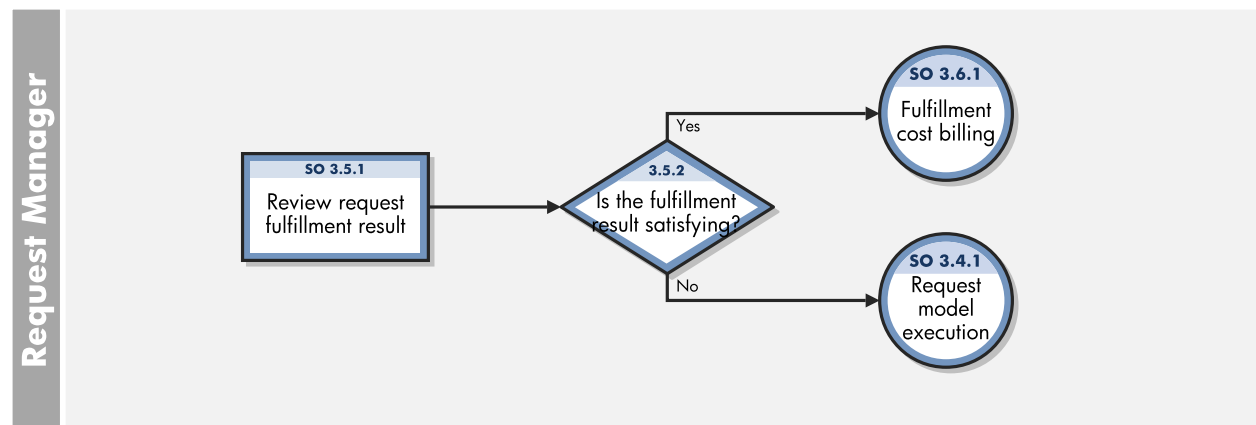 Request Manager
SO 3.5.1
Review request
fulfillment result
3.5.2
Is the fulfillment
result satisfying?
Yes
No
SO 3.6.1
Fulfillment
cost billing
SO 3.4.1
Request
model
execution